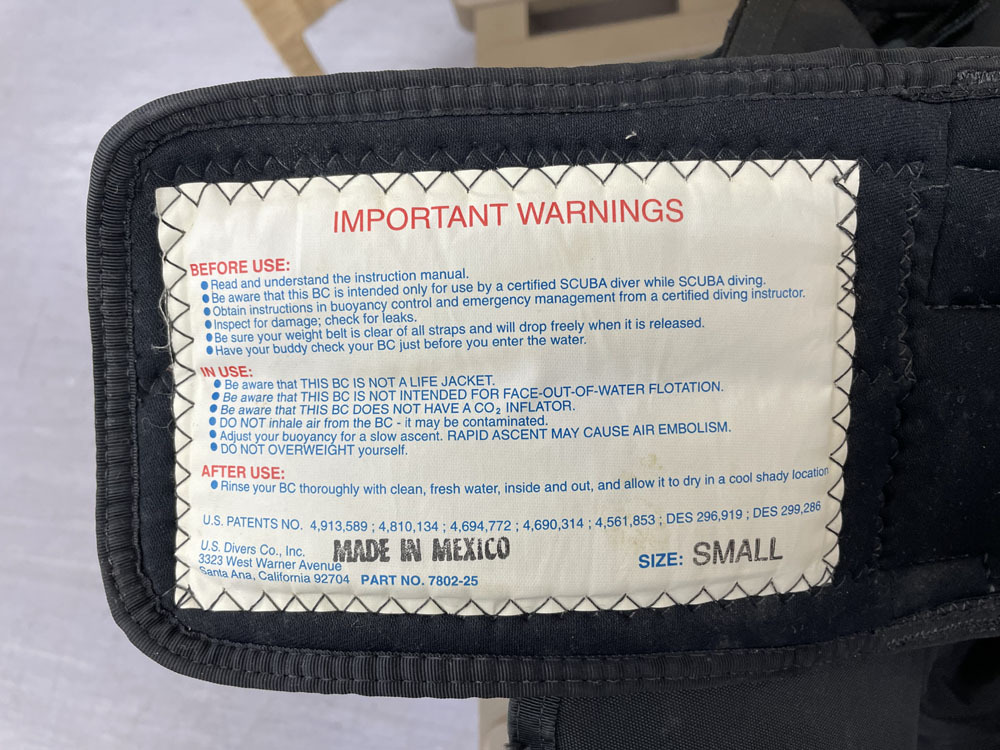 IMPORTANT WARNINGS
BEFORE USE:
● Read and understand the instruction manual.
● Be aware that this BC is intended only for use by a certified SCUBA diver while SCUBA diving.
● Obtain instructions in buoyancy control and emergency management from a certified diving instructor.
● Inspect for damage; check for leaks.
● Be sure your weight belt is clear of all straps and will drop freely when it is released.
● Have your buddy check your BC just before you enter the water.
IN USE:
● Be aware that THIS BC IS NOT A LIFE JACKET.
● Be aware that THIS BC IS NOT INTENDED FOR FACE-OUT-OF-WATER FLOTATION.
● Be aware that THIS BC DOES NOT HAVE A CO₂ INFLATOR.
● DO NOT inhale air from the BC - it may be contaminated.
● Adjust your buoyancy for a slow ascent. RAPID ASCENT MAY CAUSE AIR EMBOLISM.
● DO NOT OVERWEIGHT yourself.
AFTER USE:
● Rinse your BC thoroughly with clean, fresh water, inside and out, and allow it to dry in a cool shady location
U.S. PATENTS NO. 4,913,589 ; 4,810,134 ; 4,694,772 ; 4,690,314 ; 4,561,853 ; DES 296,919 ; DES 299,286
U.S. Divers Co., Inc. MADE IN MEXICO
3323 West Warner Avenue SIZE: SMALL
Santa Ana, California 92704 PART NO. 7802-25